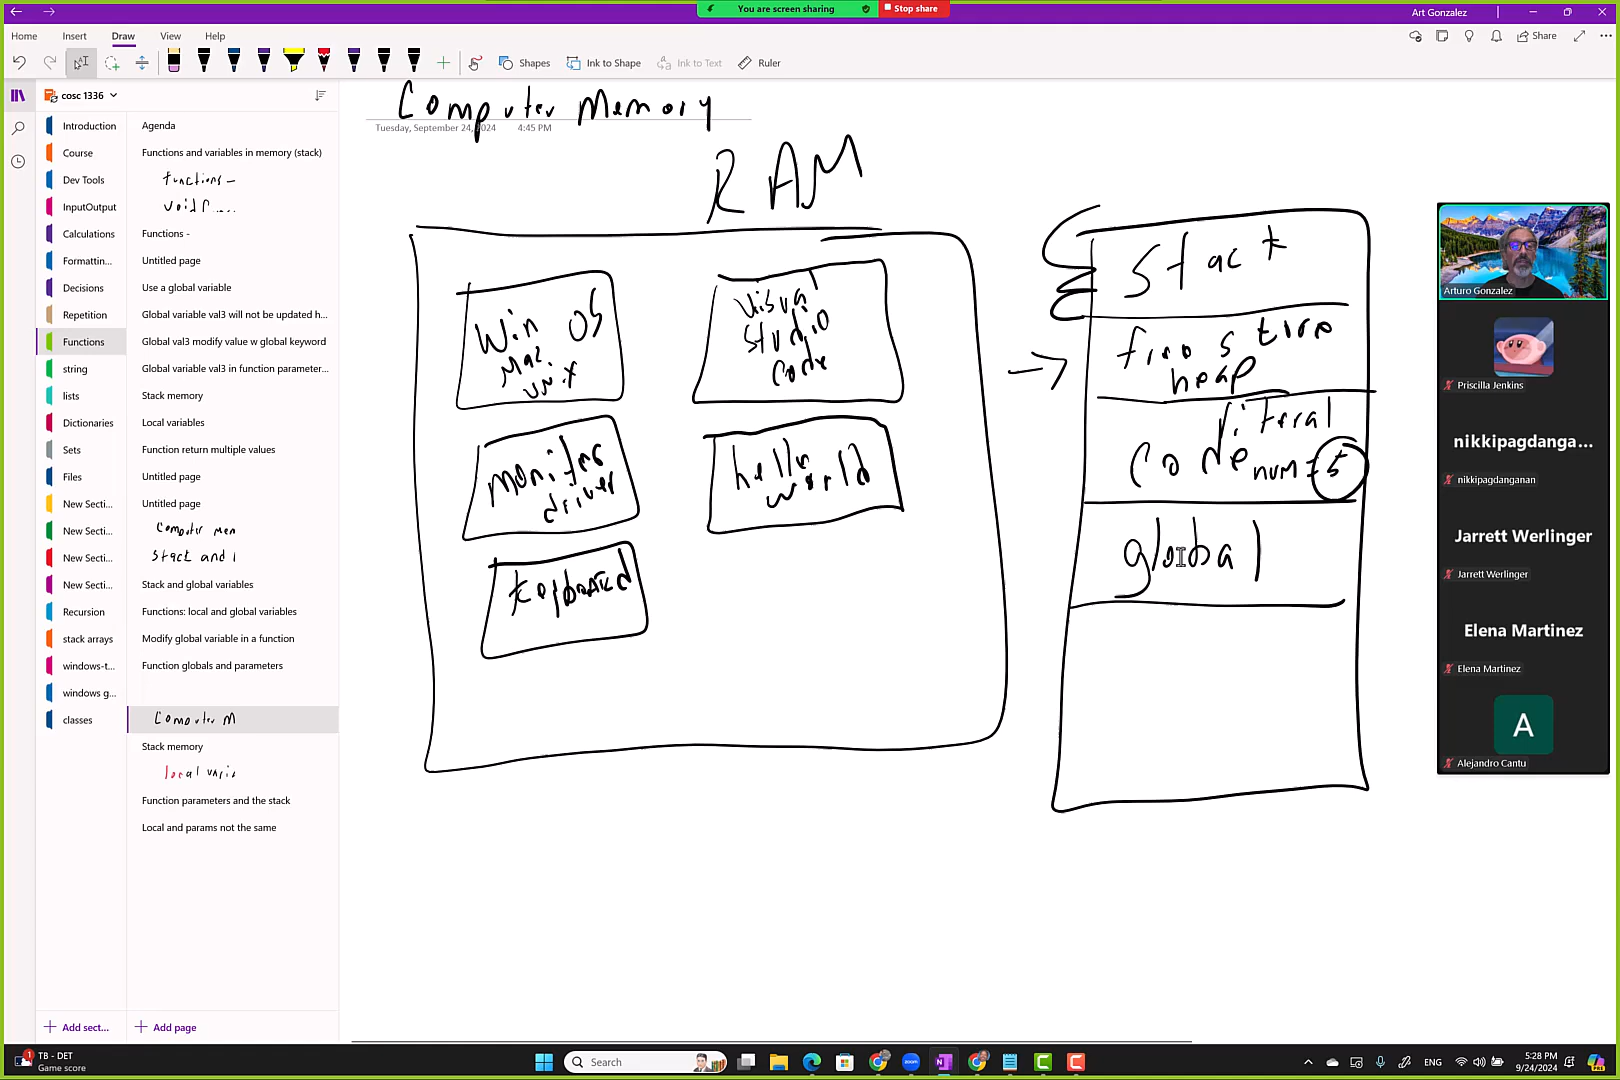 You are screen sharing
Stop share
Art Gonzalez
Home Insert Draw View Help
Share
Shapes Ink to Shape Ink to Text Ruler
cosc 1336
Introduction
Course
Dev Tools
InputOutput
Calculations
Formattin...
Decisions
Repetition
Functions
string
lists
Dictionaries
Sets
Files
New Secti...
New Secti...
New Secti...
New Secti...
Recursion
stack arrays
windows-t...
windows g...
classes
Add sect...
Agenda
Functions and variables in memory (stack)
functions -
Functions -
Untitled page
Use a global variable
Global variable val3 will not be updated h...
Global val3 modify value w global keyword
Global variable val3 in function parameter...
Stack memory
Local variables
Function return multiple values
Untitled page
Untitled page
Computer Mem
Stack and
Stack and global variables
Functions: local and global variables
Modify global variable in a function
Function globals and parameters
Computer M
Stack memory
local vari
Function parameters and the stack
Local and params not the same
Add page
Computer Memory
Tuesday, September 24, 2024 4:45 PM
RAM
Win OS
Mac
Unix
Visual
Studio
Code
monitor
driver
hello
world
keyboard
Stack
free store
heap
literal
Code num = 5
global
Arturo Gonzalez
Priscilla Jenkins
nikkipagdanga...
nikkipagdanganan
Jarrett Werlinger
Jarrett Werlinger
Elena Martinez
Elena Martinez
A
Alejandro Cantu
1
TB - DET
Game score
Search
ENG
5:28 PM
9/24/2024